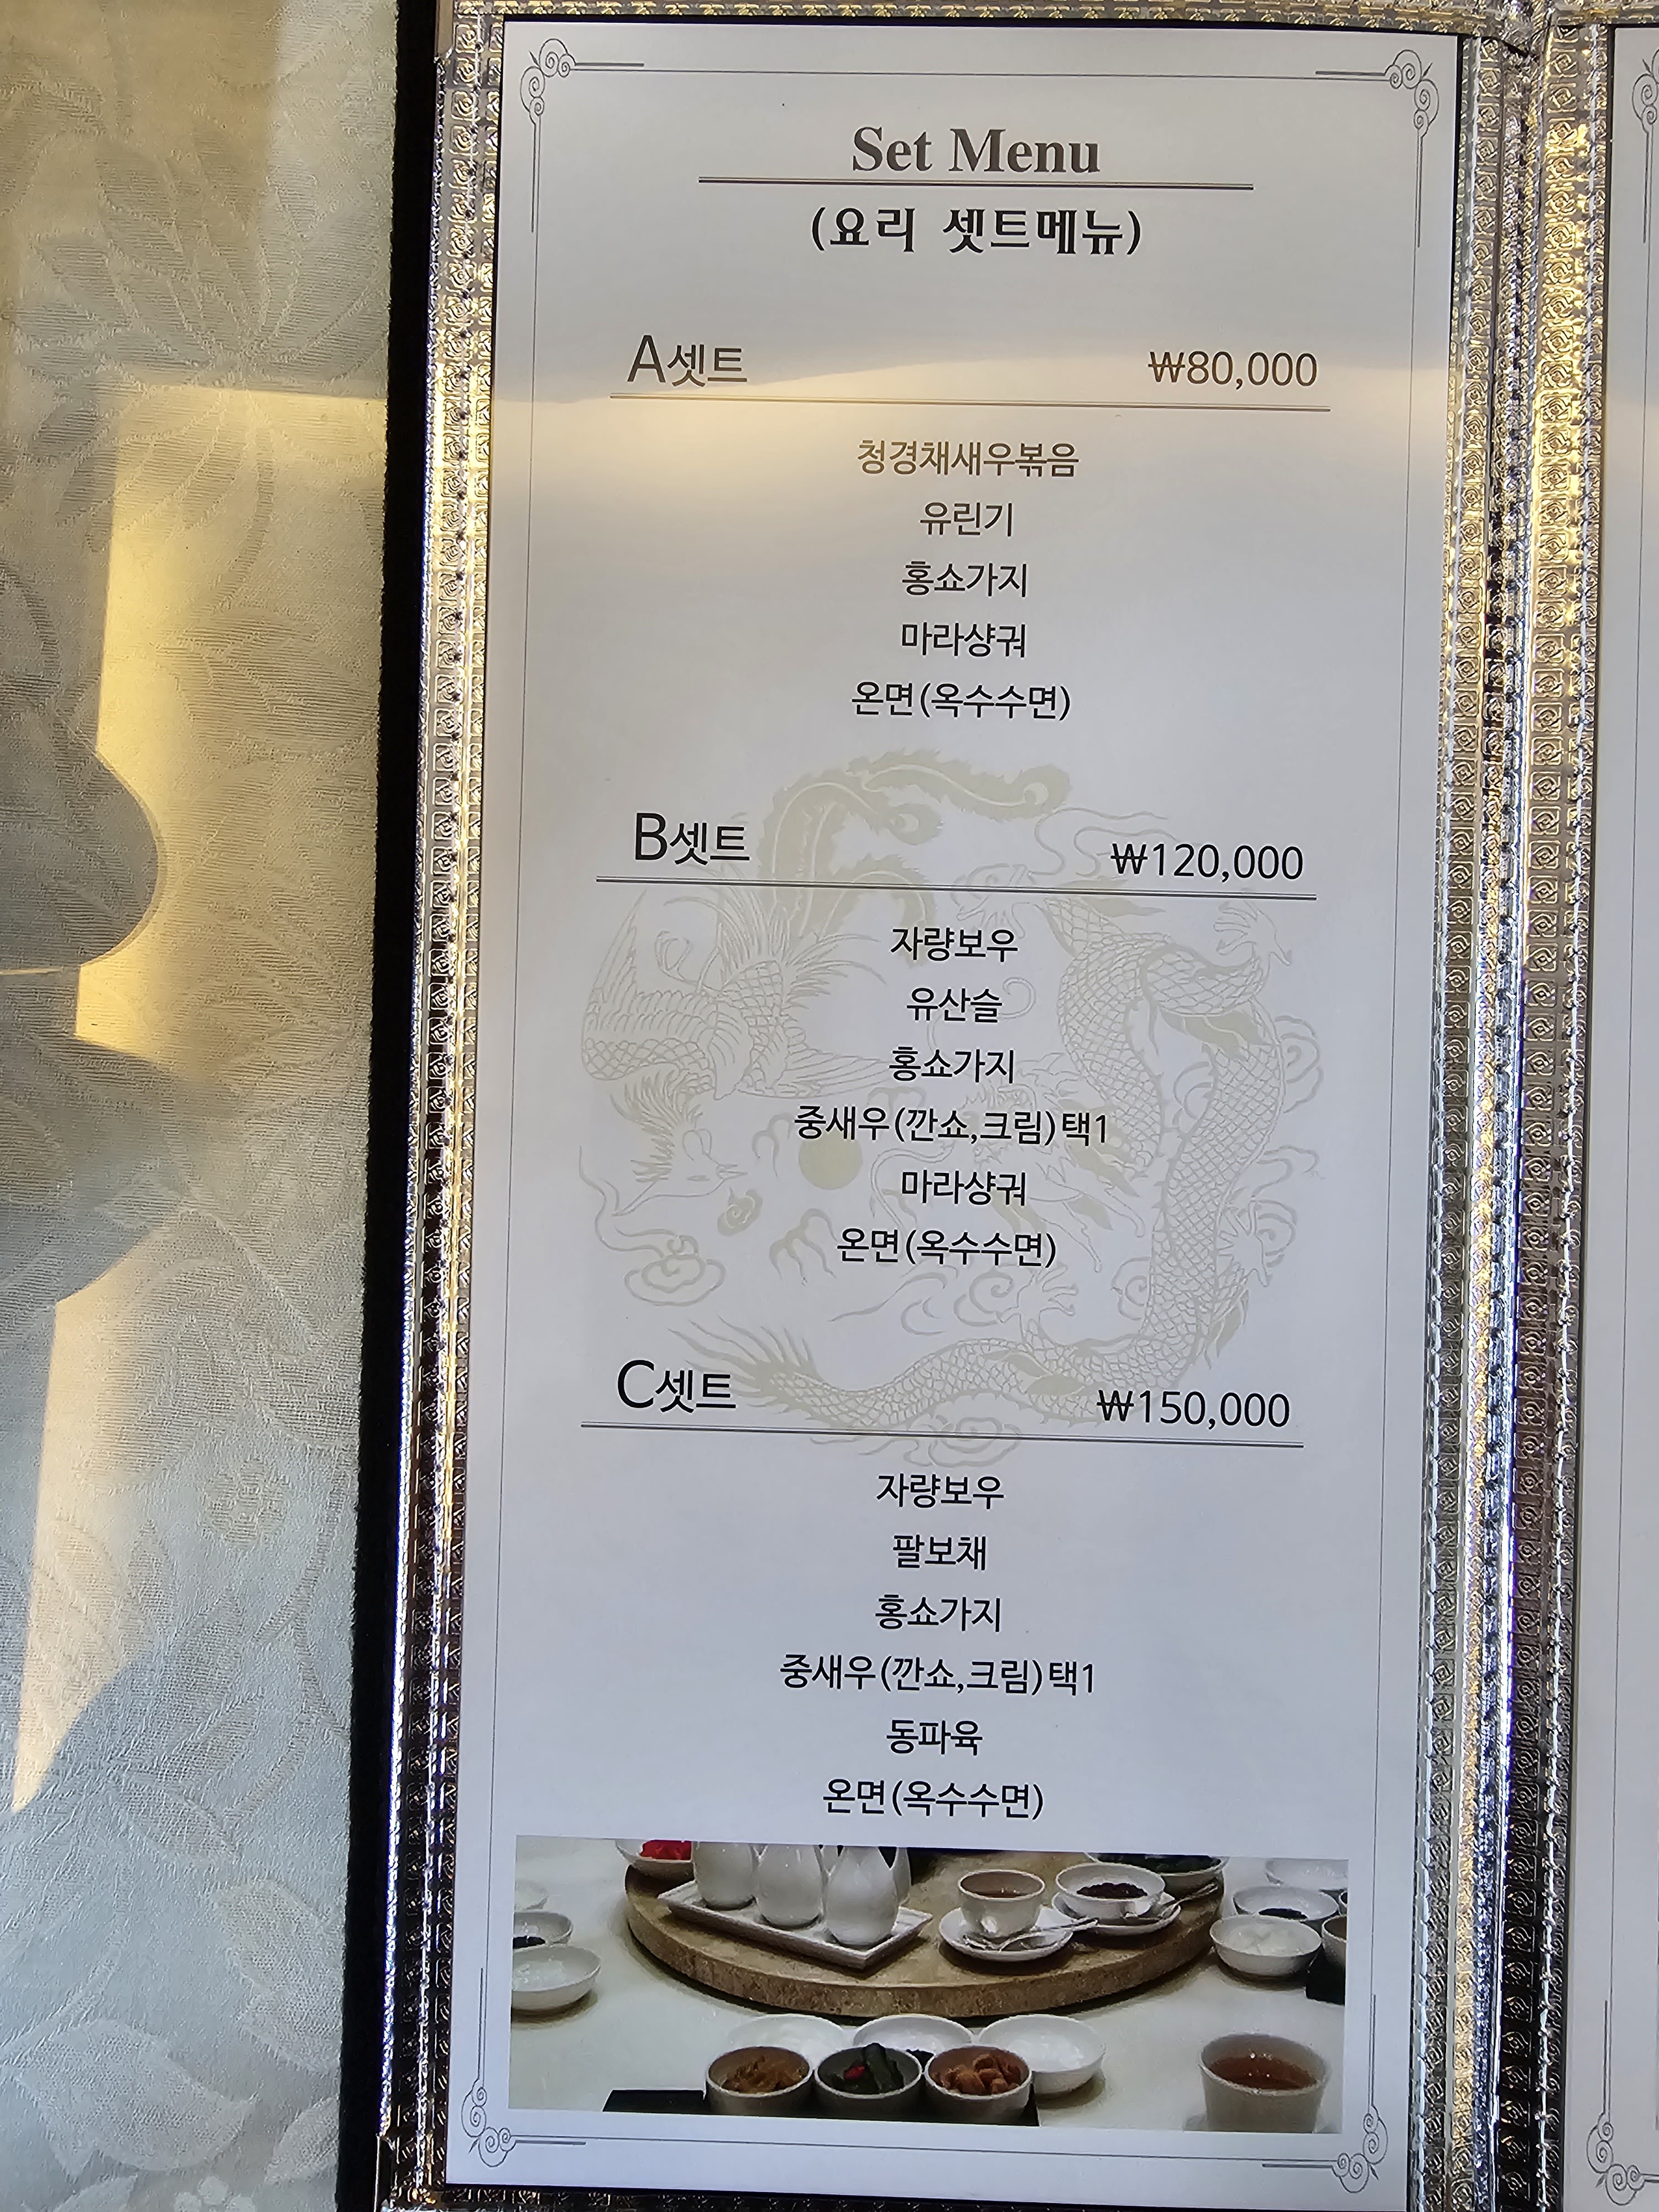 Set Menu
(요리 셋트메뉴)
A셋트 ₩80,000
청경채새우볶음
유린기
홍쇼가지
마라샹궈
온면(옥수수면)
B셋트 ₩120,000
자량보우
유산슬
홍쇼가지
중새우(깐쇼,크림)택1
마라샹궈
온면(옥수수면)
C셋트 ₩150,000
자량보우
팔보채
홍쇼가지
중새우(깐쇼,크림)택1
동파육
온면(옥수수면)